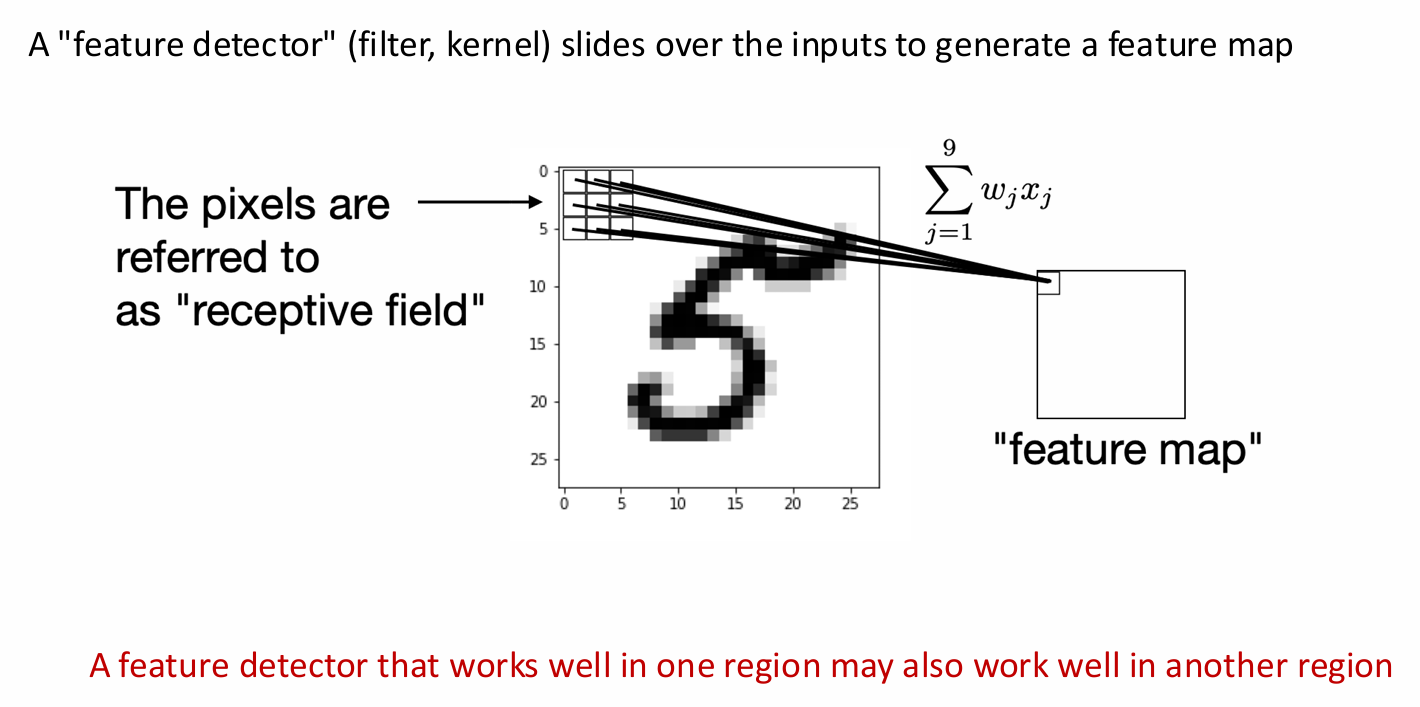 A "feature detector" (filter, kernel) slides over the inputs to generate a feature map
The pixels are
referred to
as "receptive field"
0
5
10
15
20
25
0 5 10 15 20 25
9
∑ w_j x_j
j=1
"feature map"
A feature detector that works well in one region may also work well in another region